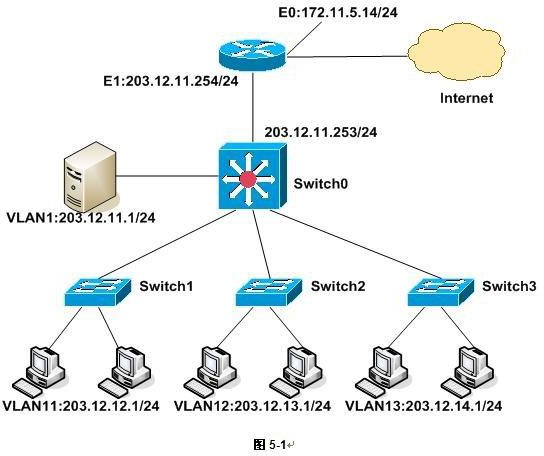 E0:172.11.5.14/24
E1:203.12.11.254/24
Internet
203.12.11.253/24
Switch0
VLAN1:203.12.11.1/24
Switch1
Switch2
Switch3
VLAN11:203.12.12.1/24
VLAN12:203.12.13.1/24
VLAN13:203.12.14.1/24
图 5-1↵